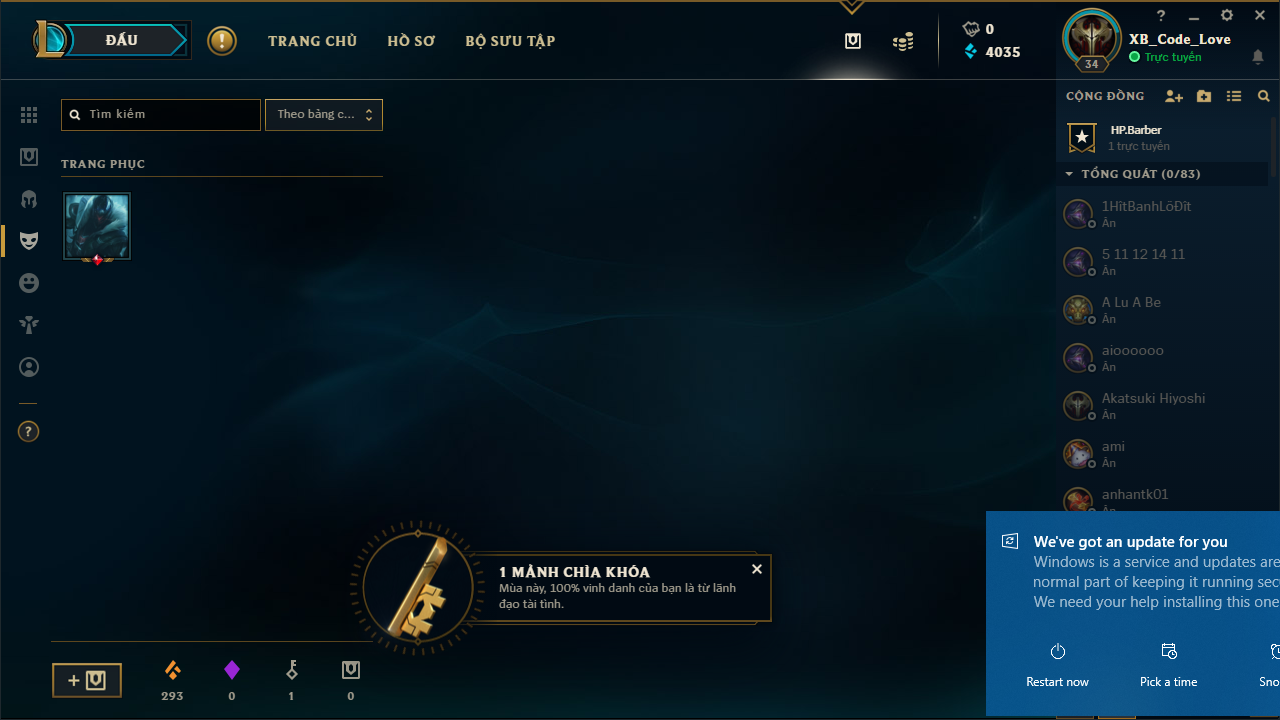 ĐẤU
TRANG CHỦ
HỒ SƠ
BỘ SƯU TẬP
0
4035
34
XB_Code_Love
Trực tuyến
Tìm kiếm
Theo bảng c...
TRANG PHỤC
CỘNG ĐỒNG
HP.Barber
1 trực tuyến
TỔNG QUÁT (0/83)
1HîtBanhLôĐît
Ẩn
5 11 12 14 11
Ẩn
A Lu A Be
Ẩn
aioooooo
Ẩn
Akatsuki Hiyoshi
Ẩn
ami
Ẩn
anhantk01
1 MẢNH CHÌA KHÓA
Mùa này, 100% vinh danh của bạn là từ lãnh
đạo tài tình.
293
0
1
0
We've got an update for you
Windows is a service and updates are
normal part of keeping it running sec
We need your help installing this one
Restart now
Pick a time
Sno